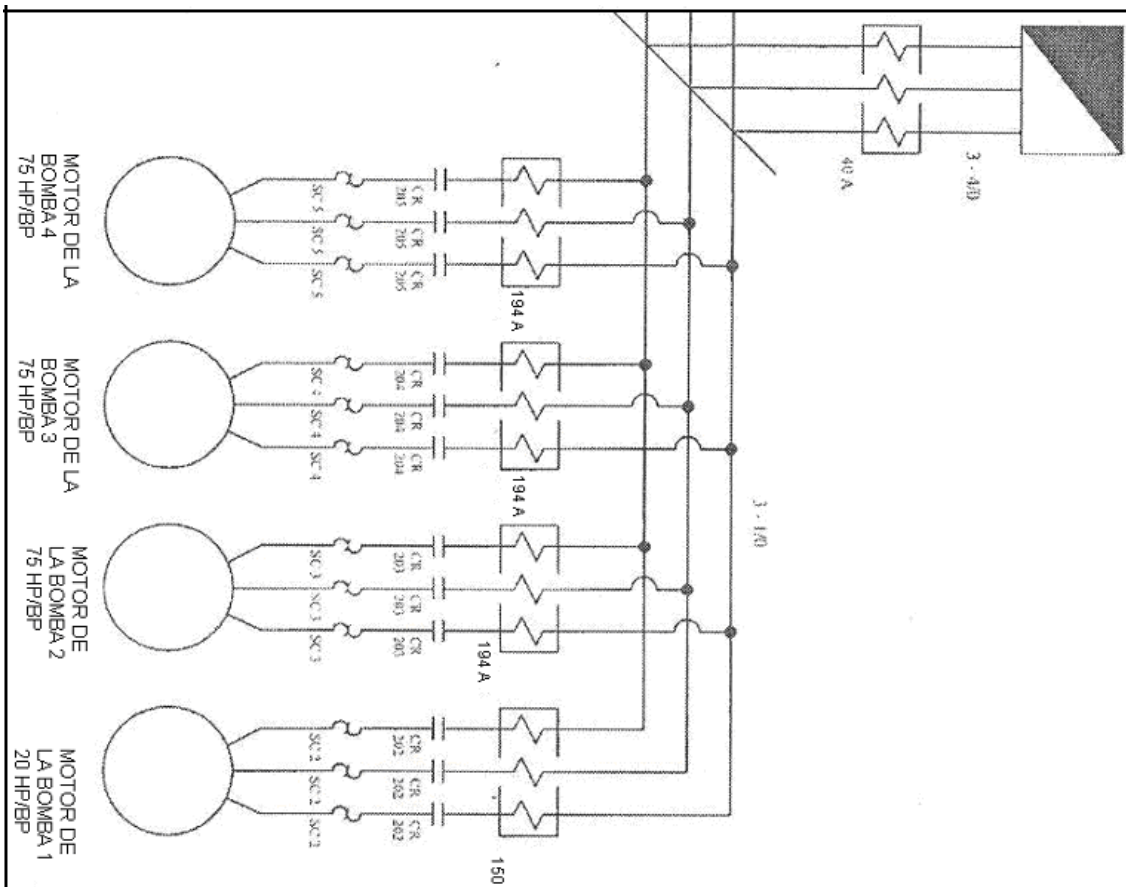 3 - 4/0
40 A
3 - 1/0
194 A
194 A
194 A
150
CR
205
CR
205
CR
205
CR
204
CR
204
CR
204
CR
203
CR
203
CR
203
CR
202
CR
202
CR
202
SC 5
SC 5
SC 5
SC 4
SC 4
SC 4
SC 3
SC 3
SC 3
SC 2
SC 2
SC 2
MOTOR DE LA
BOMBA 4
75 HP/BP
MOTOR DE LA
BOMBA 3
75 HP/BP
MOTOR DE
LA BOMBA 2
75 HP/BP
MOTOR DE
LA BOMBA 1
20 HP/BP